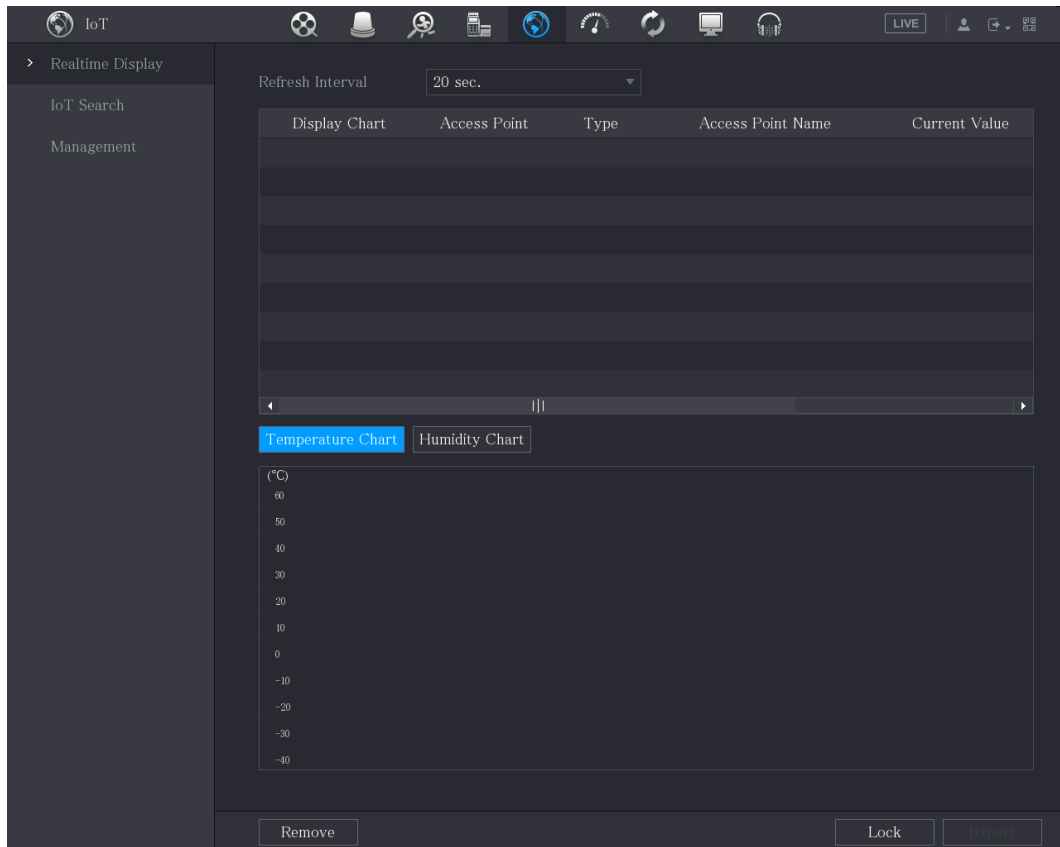 IoT
LIVE
Realtime Display
IoT Search
Management
Refresh Interval 20 sec.
Display Chart Access Point Type Access Point Name Current Value
Temperature Chart Humidity Chart
(°C)
60
50
40
30
20
10
0
-10
-20
-30
-40
Remove Lock Export